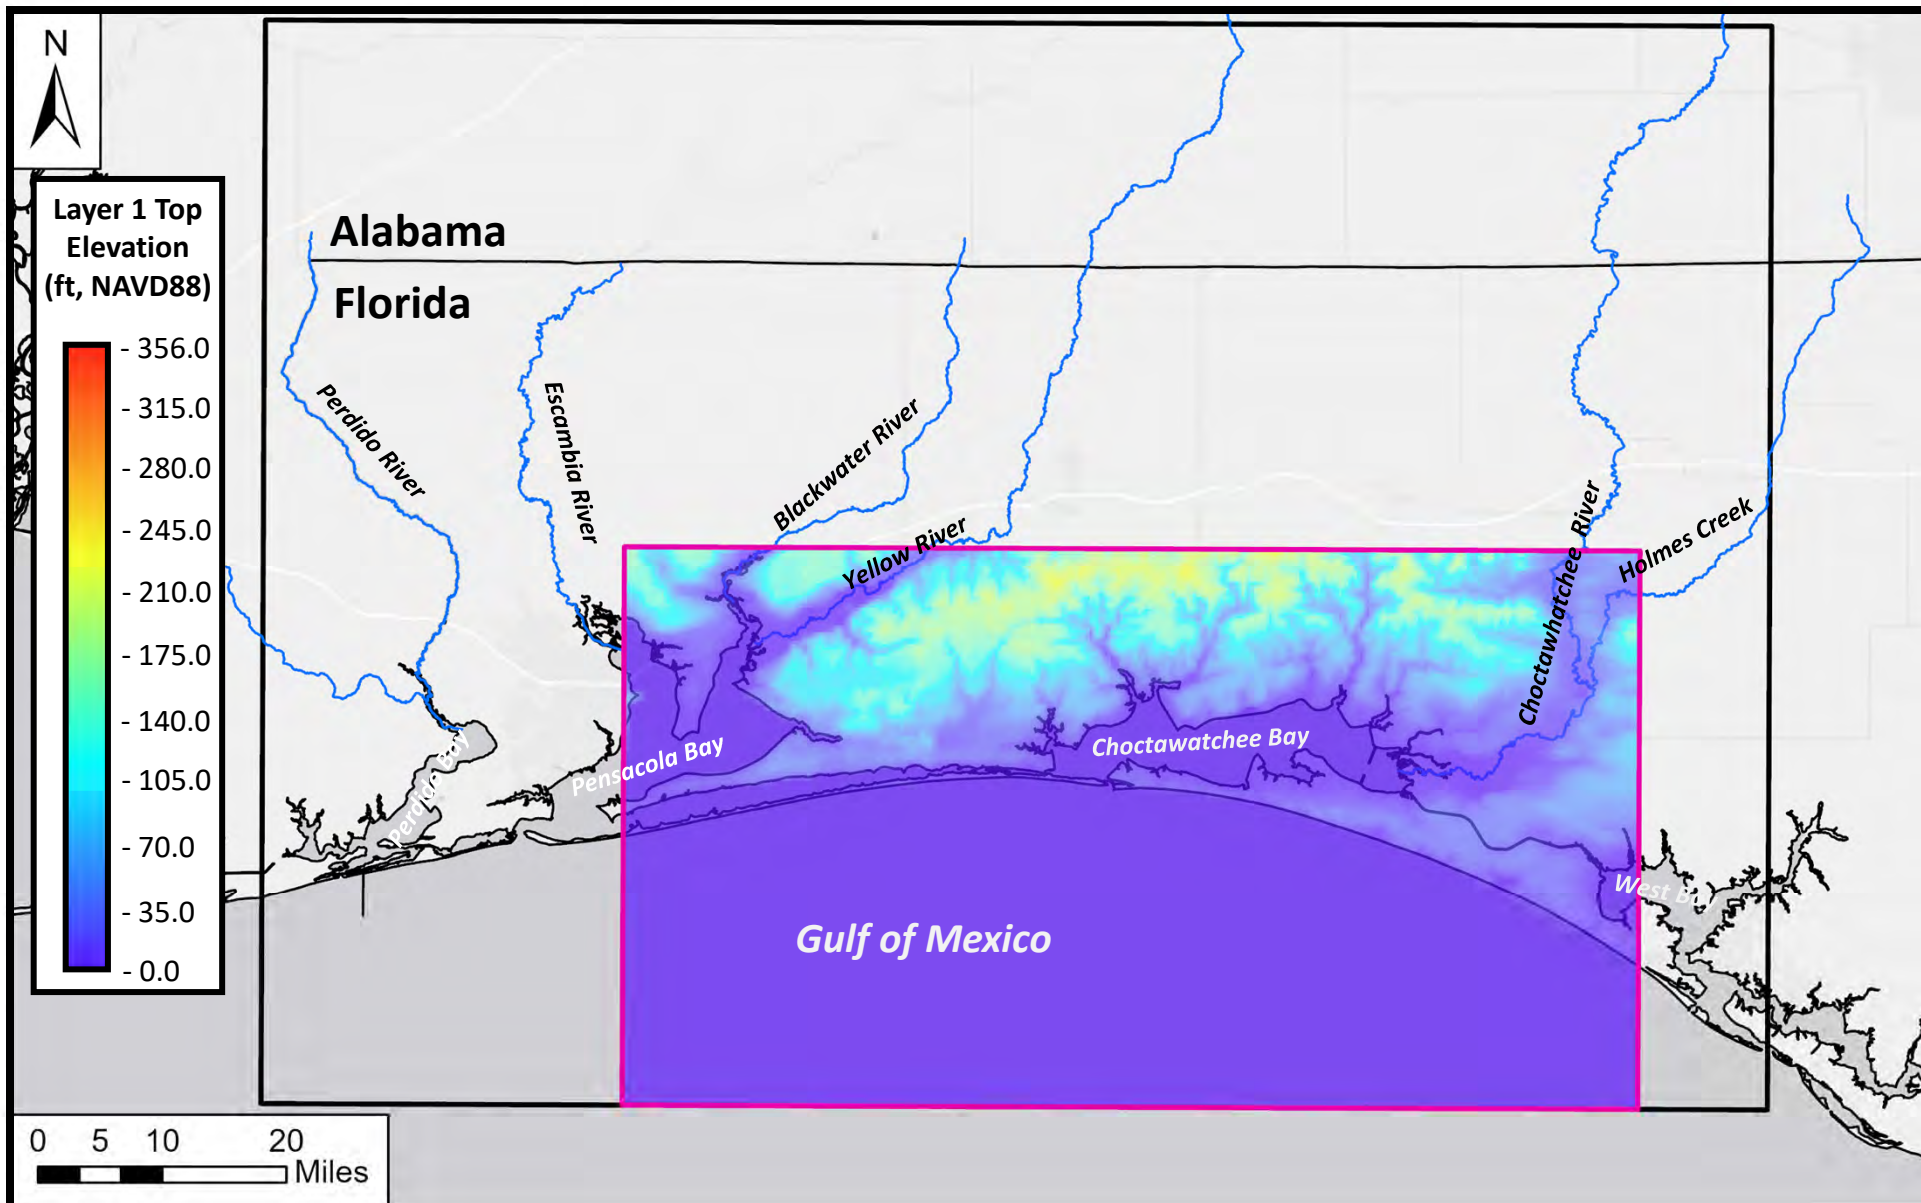 N
Layer 1 Top
Elevation
(ft, NAVD88)
- 356.0
- 315.0
- 280.0
- 245.0
- 210.0
- 175.0
- 140.0
- 105.0
- 70.0
- 35.0
- 0.0
Alabama
Florida
Perdido River
Escambia River
Blackwater River
Yellow River
Choctawhatchee River
Holmes Creek
Perdido Bay
Pensacola Bay
Choctawatchee Bay
West Bay
Gulf of Mexico
0 5 10 20
Miles